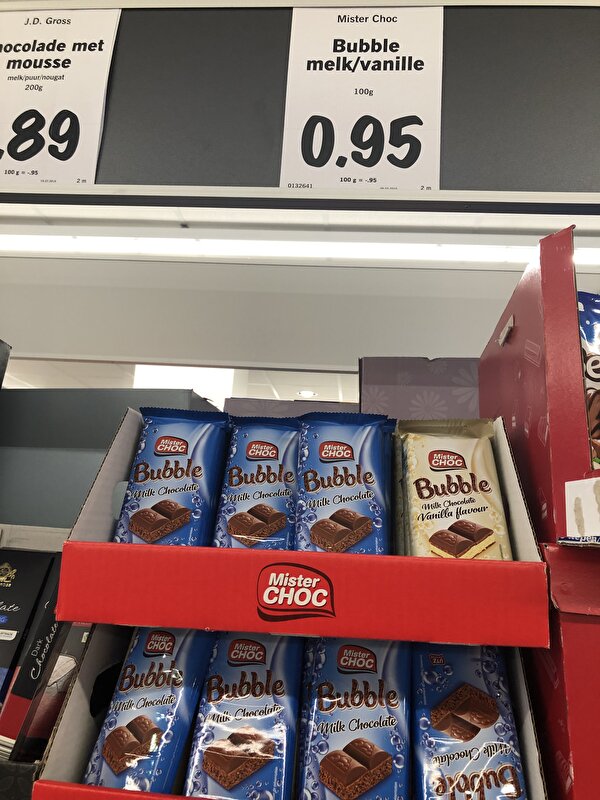 J.D. Gross
ocolade met
mousse
melk/puur/nougat
200g
.89
100 g = -.95
2 m
Mister Choc
Bubble
melk/vanille
100g
0.95
100 g = -.95
0132641
2 m
Mister
CHOC
Bubble
Milk Chocolate
Mister
CHOC
Bubble
Milk Chocolate
Mister
CHOC
Bubble
Milk Chocolate
Mister
CHOC
Bubble
Milk Chocolate
Vanilla flavour
Mister
CHOC
Dark
Chocolate
Mister
CHOC
Bubble
Milk Chocolate
Mister
CHOC
Bubble
Milk Chocolate
Mister
CHOC
Bubble
Milk Chocolate
Milk Chocolate
Bubble